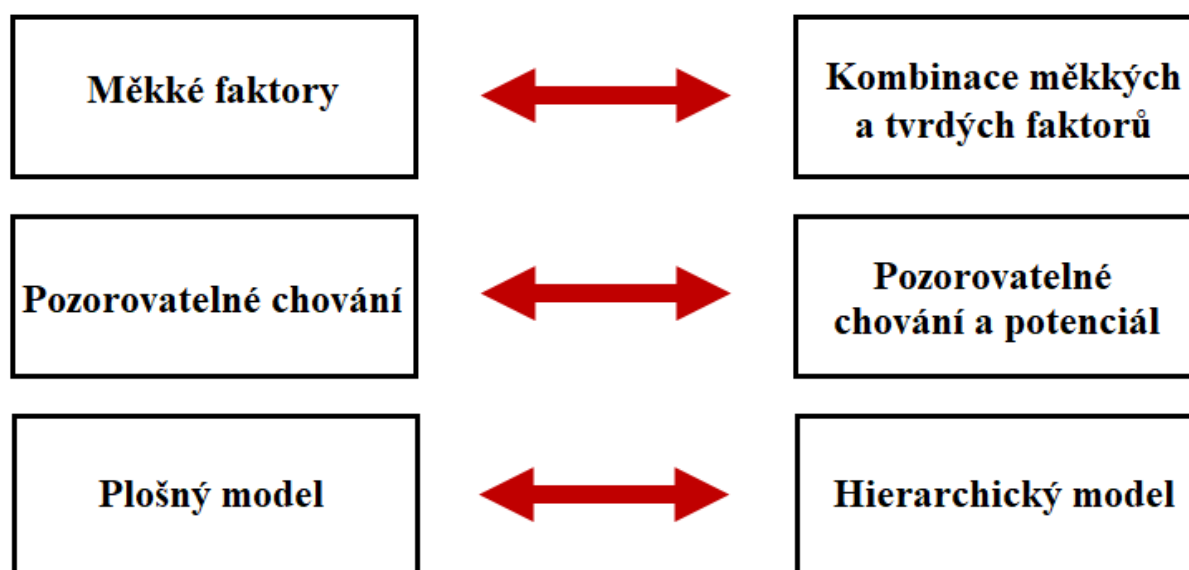 Měkké faktory
Kombinace měkkých
a tvrdých faktorů
Pozorovatelné chování
Pozorovatelné
chování a potenciál
Plošný model
Hierarchický model